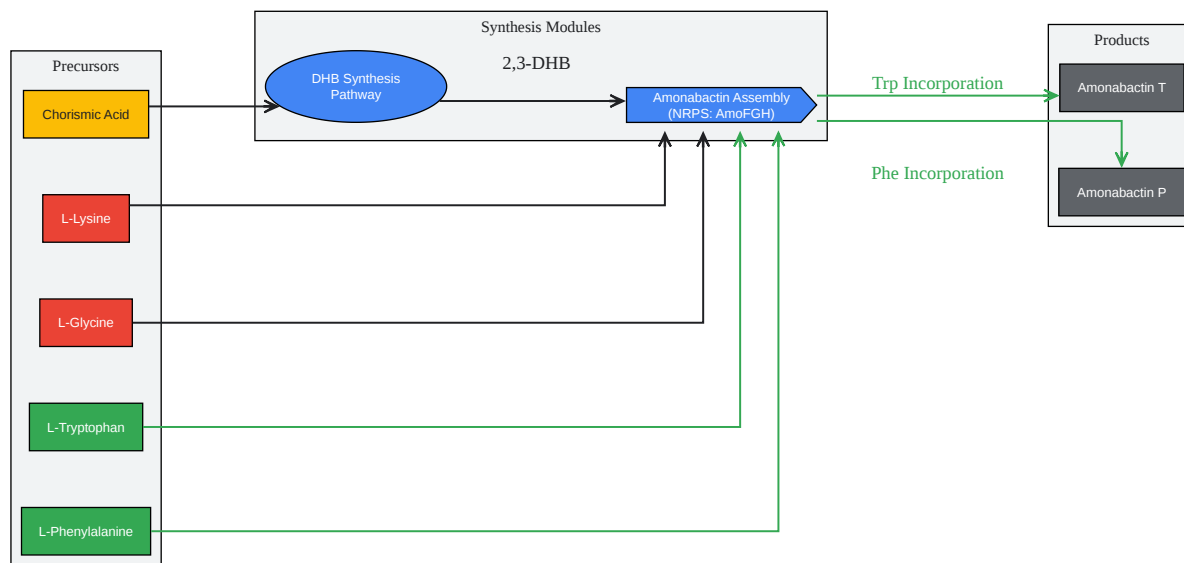 Precursors
Chorismic Acid
L-Lysine
L-Glycine
L-Tryptophan
L-Phenylalanine
Synthesis Modules
2,3-DHB
DHB Synthesis
Pathway
Amonabactin Assembly
(NRPS: AmoFGH)
Trp Incorporation
Phe Incorporation
Products
Amonabactin T
Amonabactin P